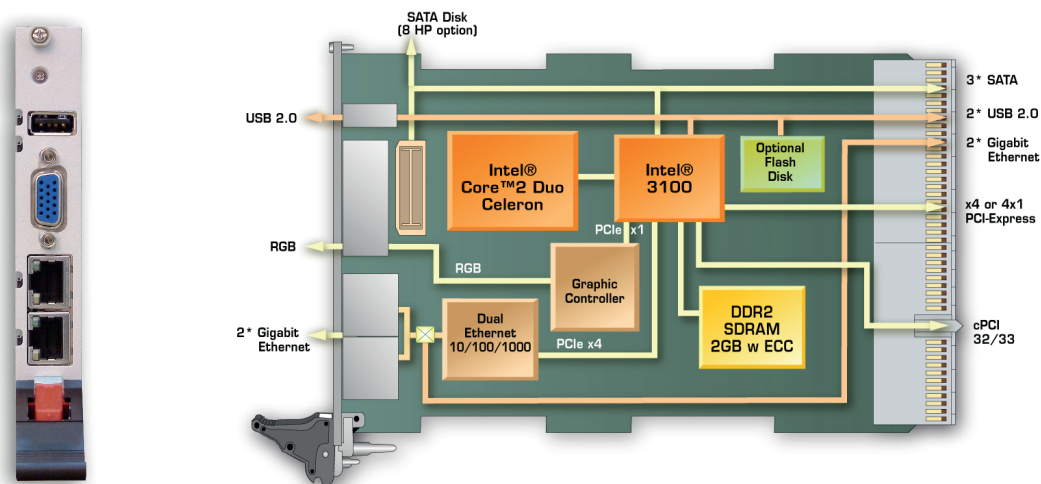 SATA Disk
(8 HP option)
3* SATA
USB 2.0
2* USB 2.0
2* Gigabit
Ethernet
Optional
Flash
Disk
Intel®
Core™2 Duo
Celeron
Intel®
3100
x4 or 4x1
PCI-Express
PCIe x1
RGB
RGB
Graphic
Controller
DDR2
SDRAM
2GB w ECC
Dual
Ethernet
10/100/1000
2* Gigabit
Ethernet
PCIe x4
cPCI
32/33